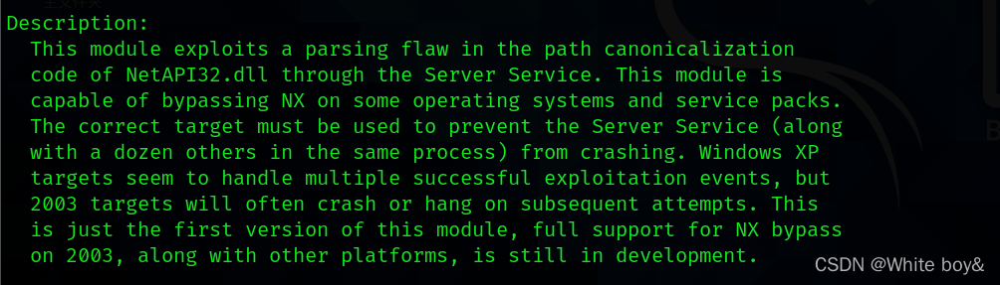 Description:
This module exploits a parsing flaw in the path canonicalization
code of NetAPI32.dll through the Server Service. This module is
capable of bypassing NX on some operating systems and service packs.
The correct target must be used to prevent the Server Service (along
with a dozen others in the same process) from crashing. Windows XP
targets seem to handle multiple successful exploitation events, but
2003 targets will often crash or hang on subsequent attempts. This
is just the first version of this module, full support for NX bypass
on 2003, along with other platforms, is still in development.
CSDN @White boy&